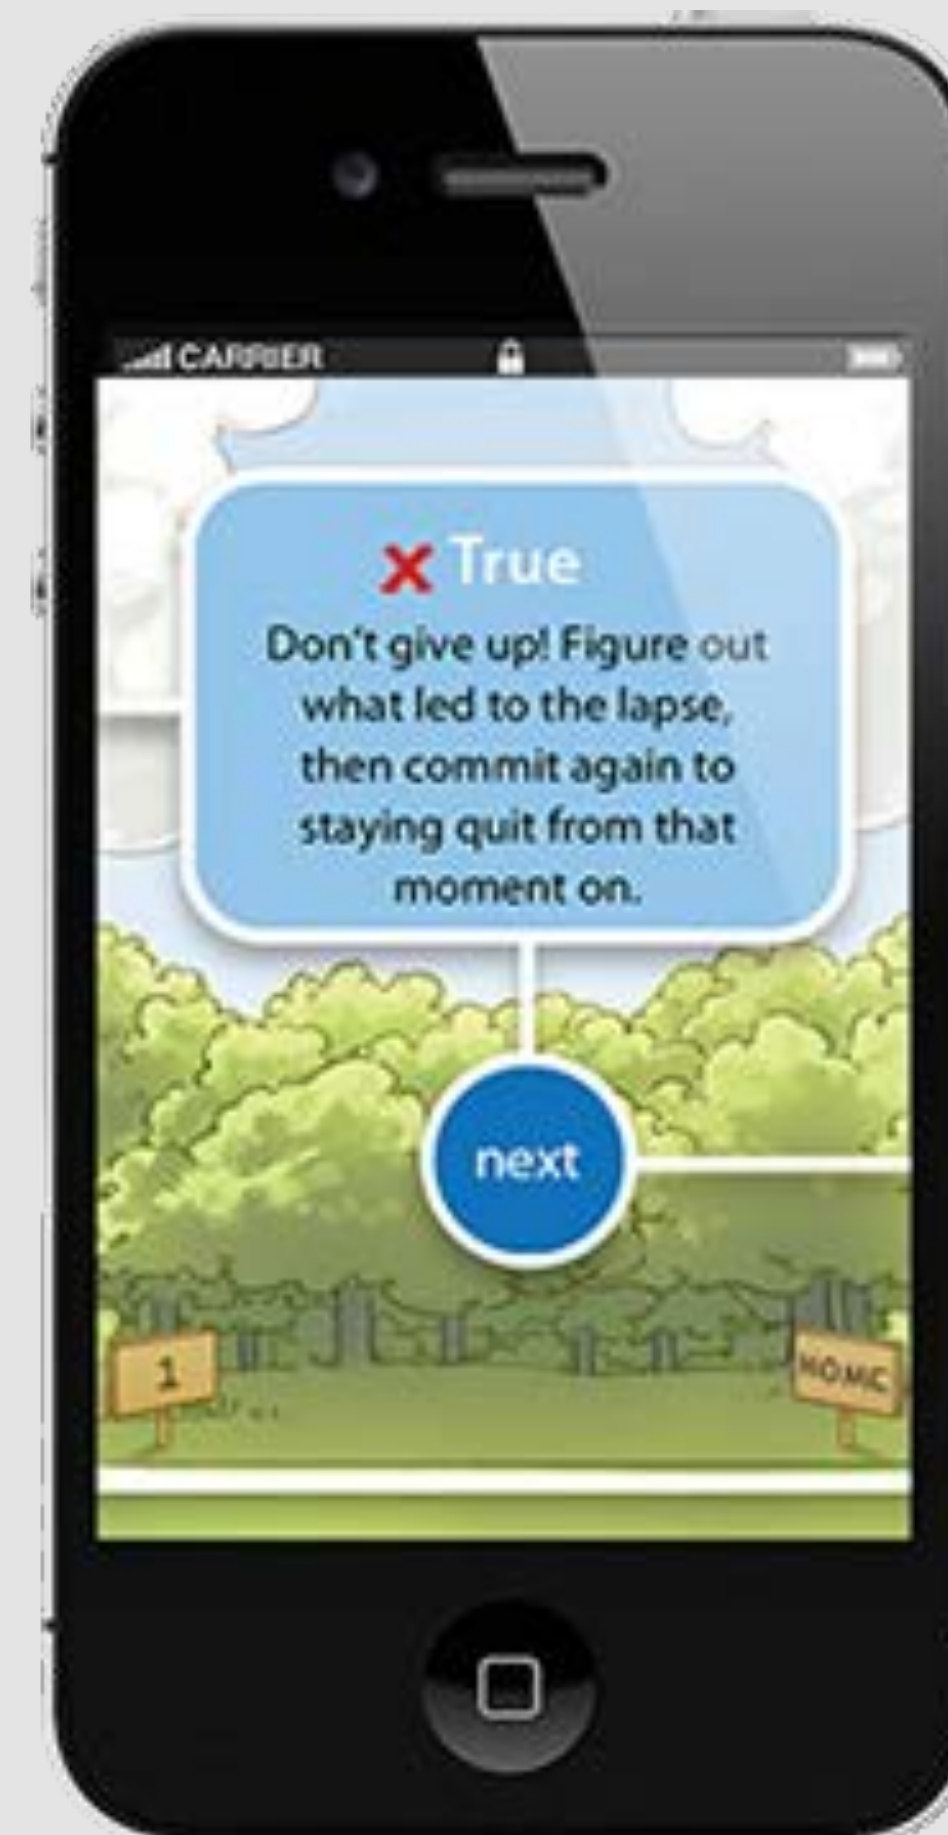 CARRIER
X True
Don't give up! Figure out
what led to the lapse,
then commit again to
staying quit from that
moment on.
next
1
HOME